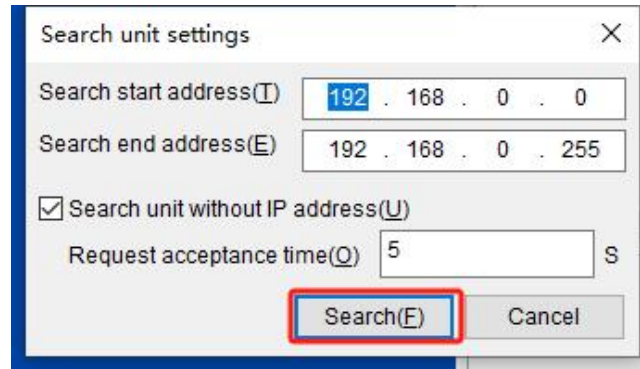 Search unit settings
Search start address(T) 192 . 168 . 0 . 0
Search end address(E) 192 . 168 . 0 . 255
Search unit without IP address(U)
Request acceptance time(O) 5 S
Search(F) Cancel